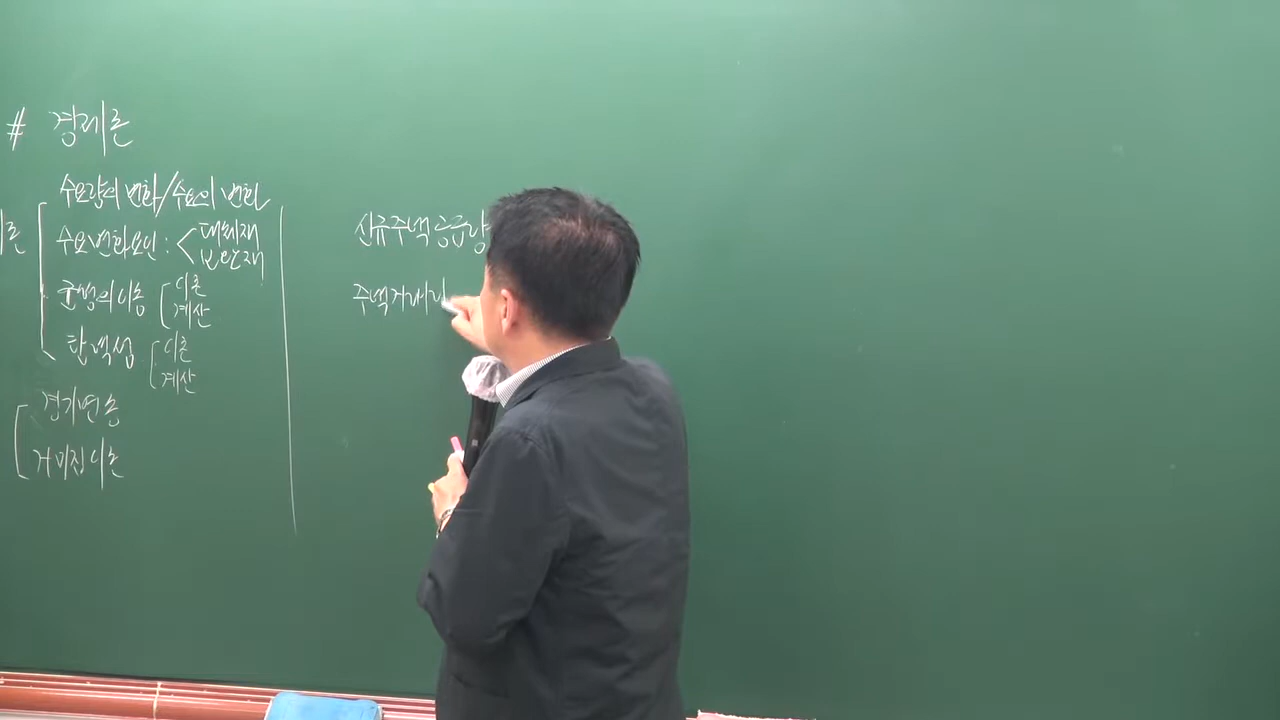 # 경제론
수요량의 변화/수요의 변화
론 수요변화요인 : < 대체재
보완재
균형의 이동 [ 이론
계산
탄력성 [ 이론
계산
경기변동
거미집이론
신규주택공급량
주택거래